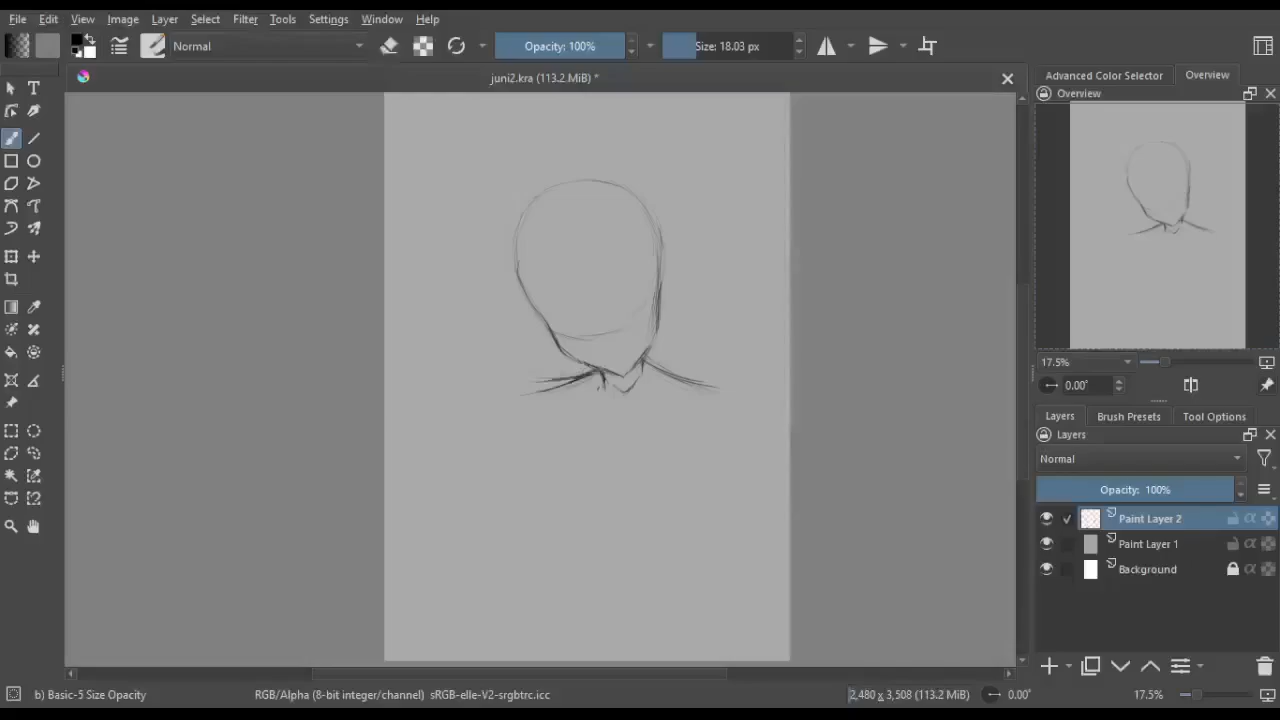 File Edit View Image Layer Select Filter Tools Settings Window Help
Normal Opacity: 100% Size: 18.03 px
juni2.kra (113.2 MiB) *
Advanced Color Selector Overview
Overview
17.5%
0.00°
Layers Brush Presets Tool Options
Layers
Normal
Opacity: 100%
Paint Layer 2
Paint Layer 1
Background
b) Basic-5 Size Opacity RGB/Alpha (8-bit integer/channel) sRGB-elle-V2-srgbtrc.icc 2,480 x 3,508 (113.2 MiB) 0.00° 17.5%